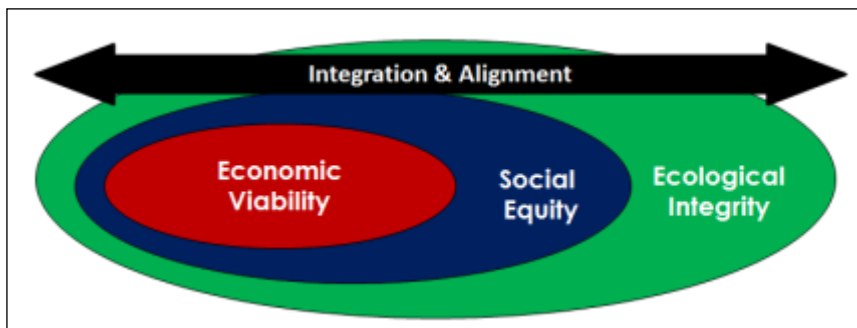 Integration & Alignment
Economic
Viability
Social
Equity
Ecological
Integrity